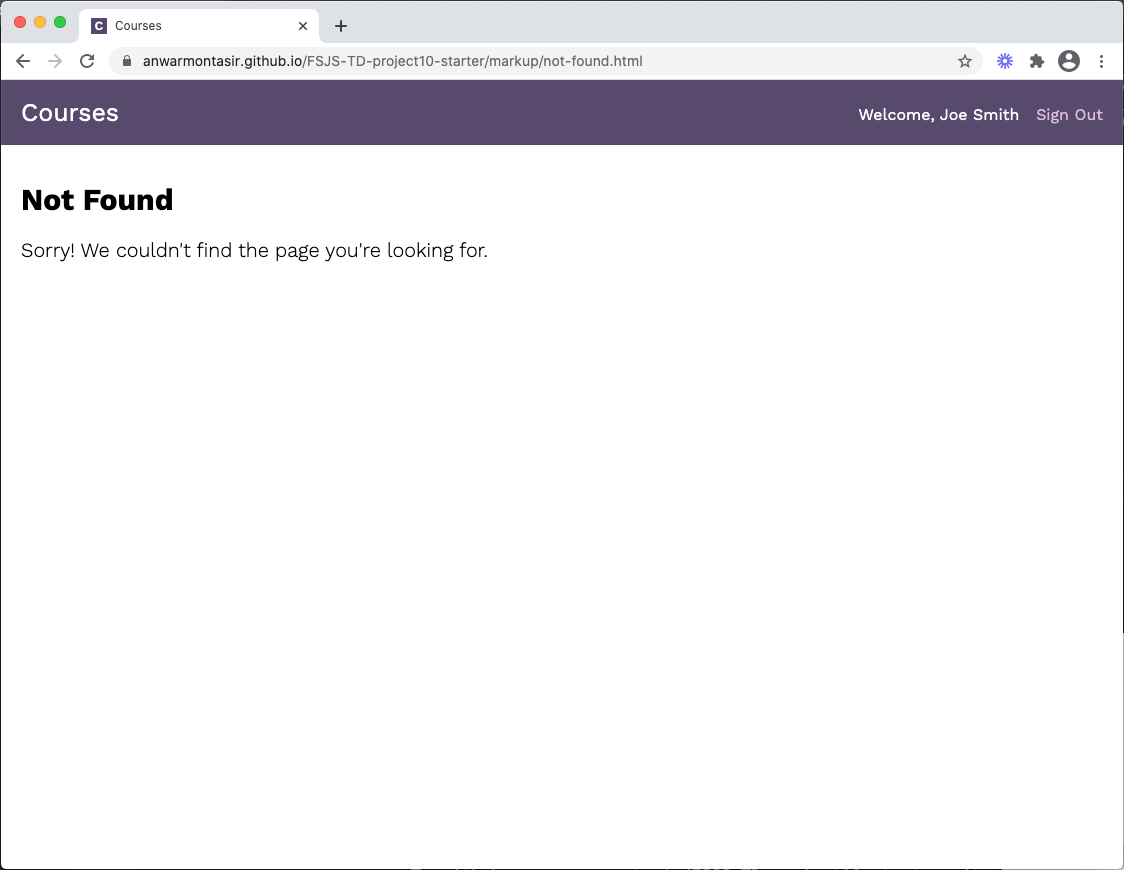 C Courses
anwarmontasir.github.io/FSJS-TD-project10-starter/markup/not-found.html
Courses Welcome, Joe Smith Sign Out
Not Found
Sorry! We couldn't find the page you're looking for.